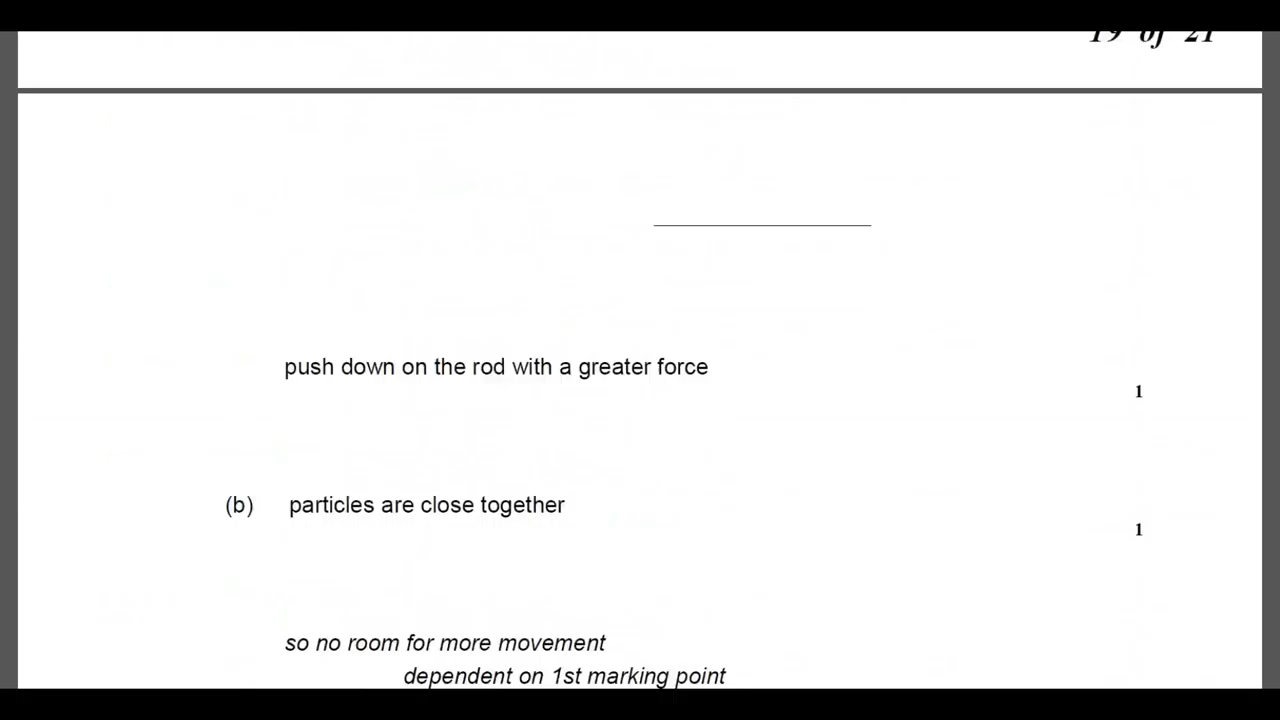 19 of 21
push down on the rod with a greater force
1
(b) particles are close together
1
so no room for more movement
dependent on 1st marking point